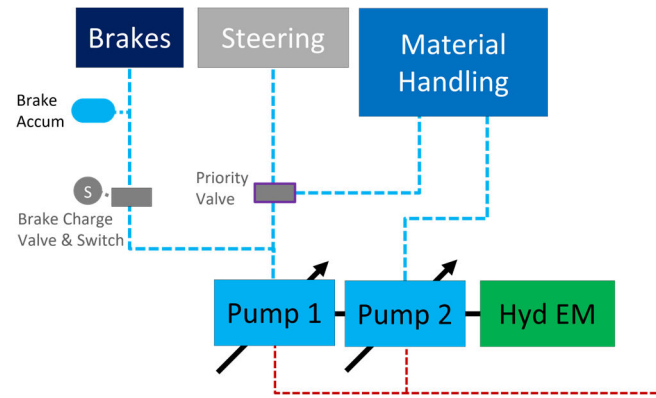 Brakes
Steering
Material
Handling
Brake
Accum
S
Brake Charge
Valve & Switch
Priority
Valve
Pump 1
Pump 2
Hyd EM